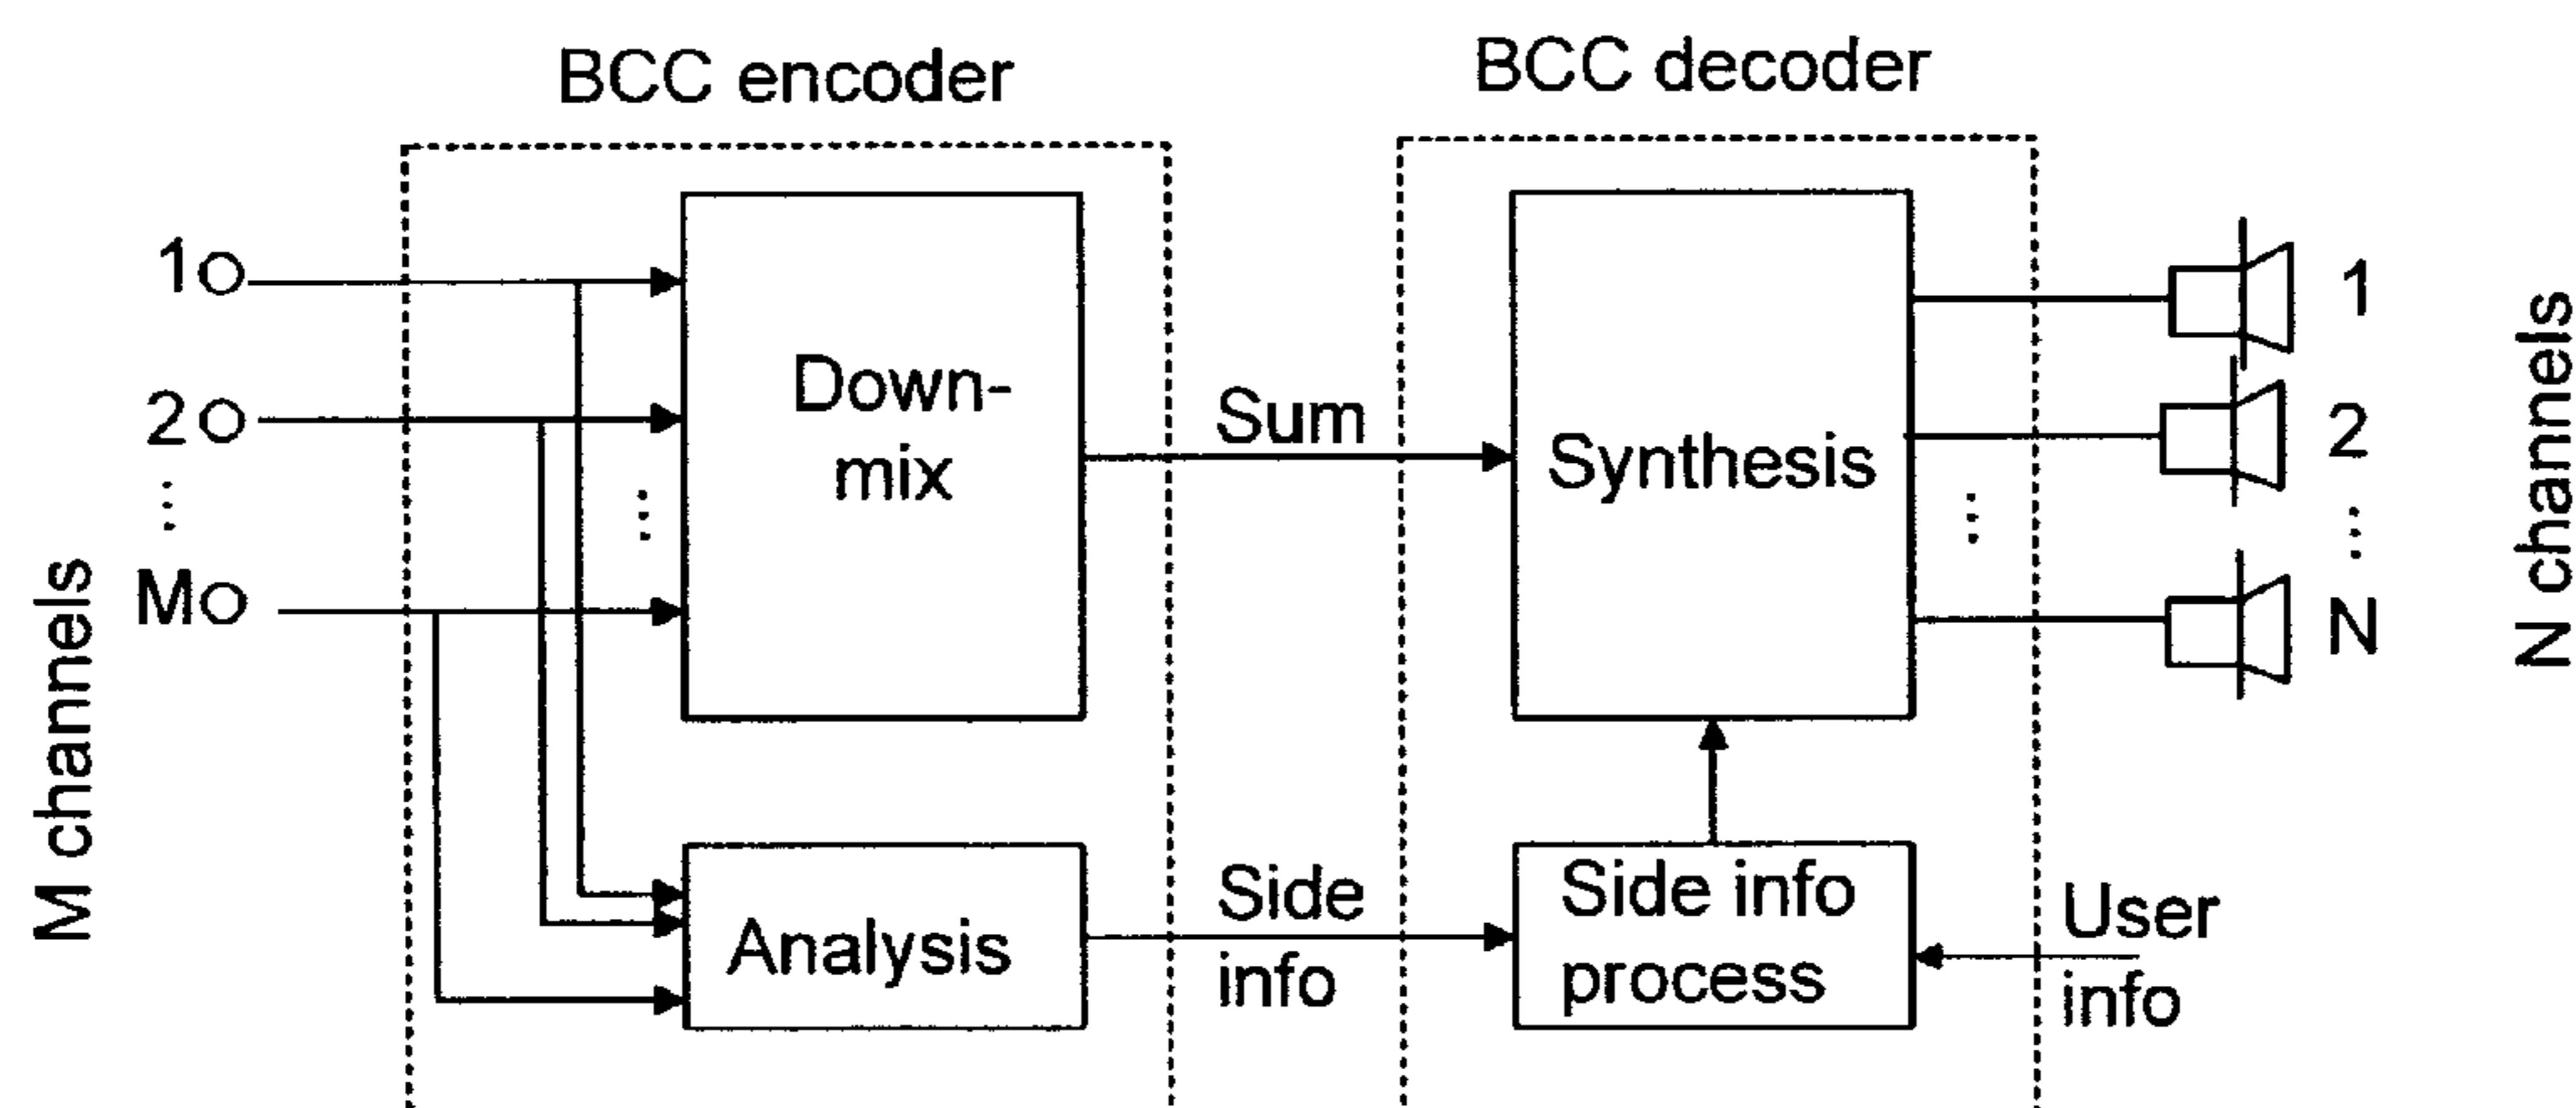 BCC encoder
BCC decoder
1
2
⋮
M
M channels
⋮
Down-
mix
Analysis
Sum
Side
info
Synthesis
⋮
Side info
process
User
info
1
2
⋮
N
N channels